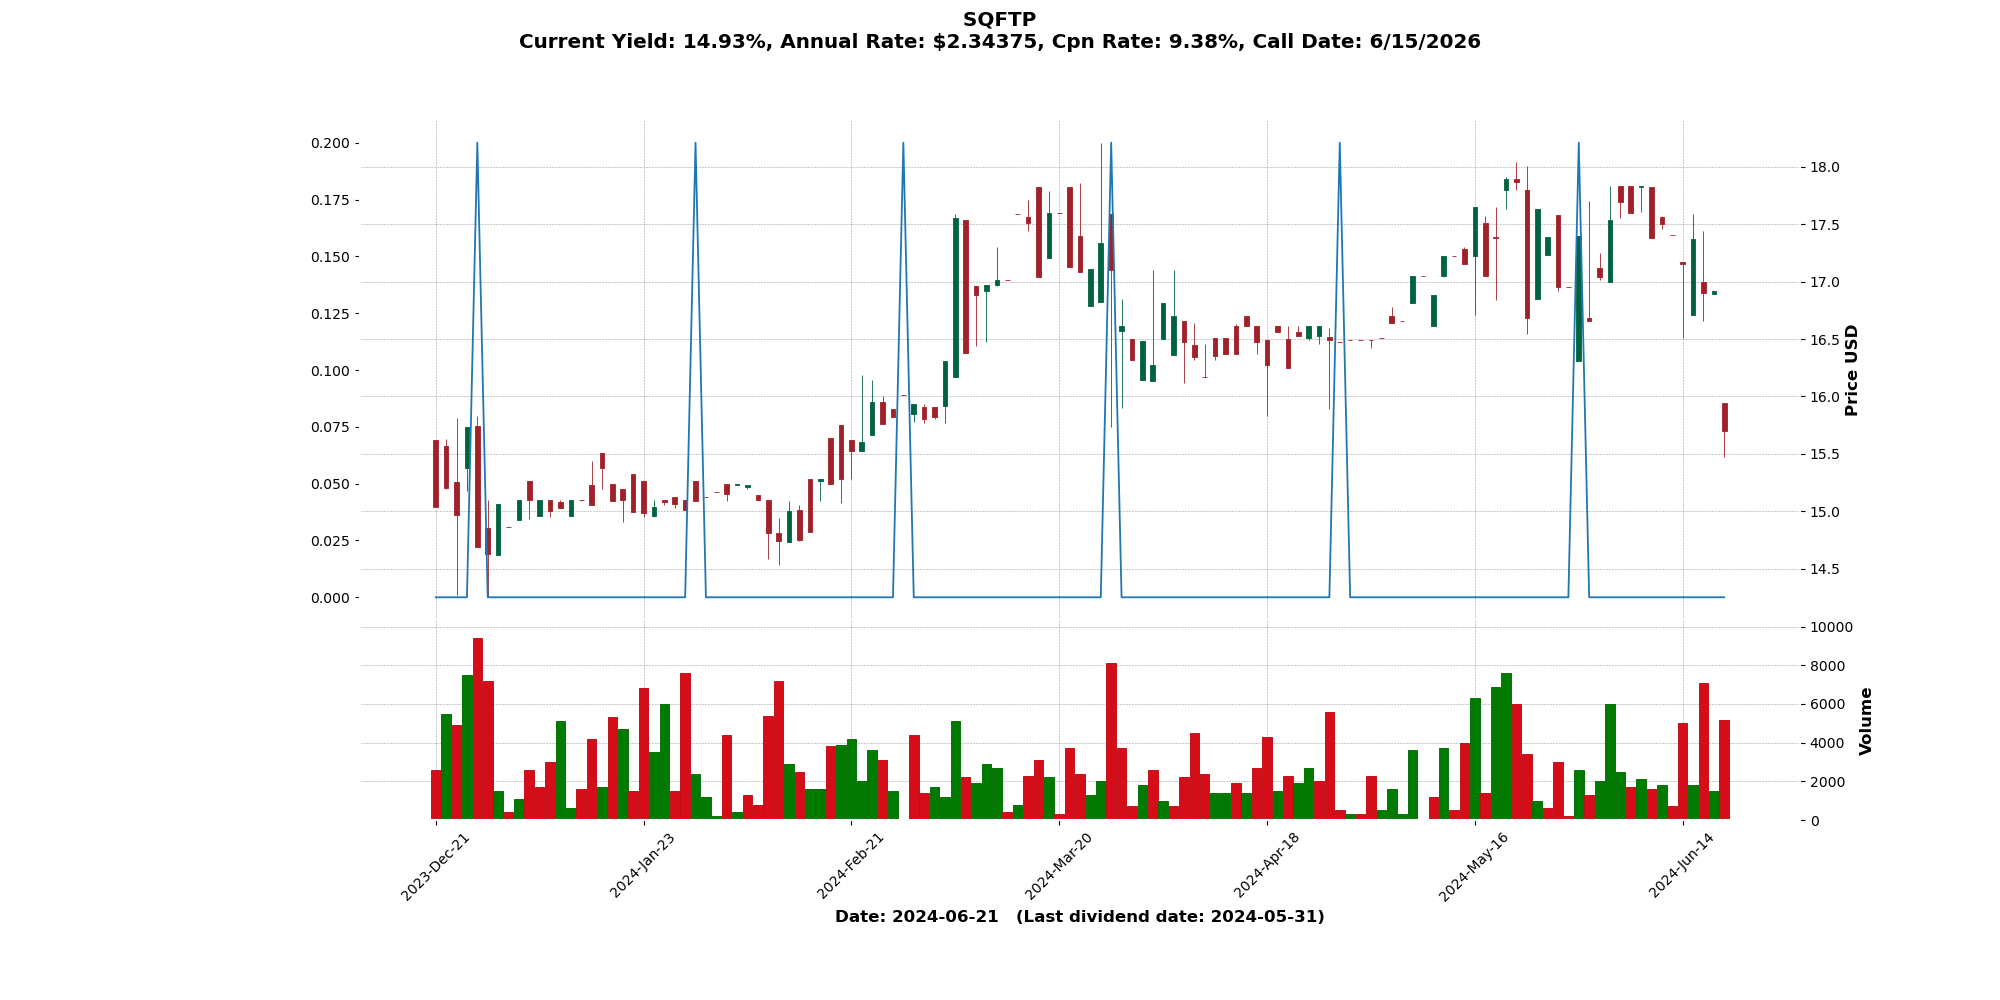 SQFTP
Current Yield: 14.93%, Annual Rate: $2.34375, Cpn Rate: 9.38%, Call Date: 6/15/2026
0.200
0.175
0.150
0.125
0.100
0.075
0.050
0.025
0.000
18.0
17.5
17.0
16.5
16.0
15.5
15.0
14.5
Price USD
10000
8000
6000
4000
2000
0
Volume
2023-Dec-21
2024-Jan-23
2024-Feb-21
2024-Mar-20
2024-Apr-18
2024-May-16
2024-Jun-14
Date: 2024-06-21   (Last dividend date: 2024-05-31)